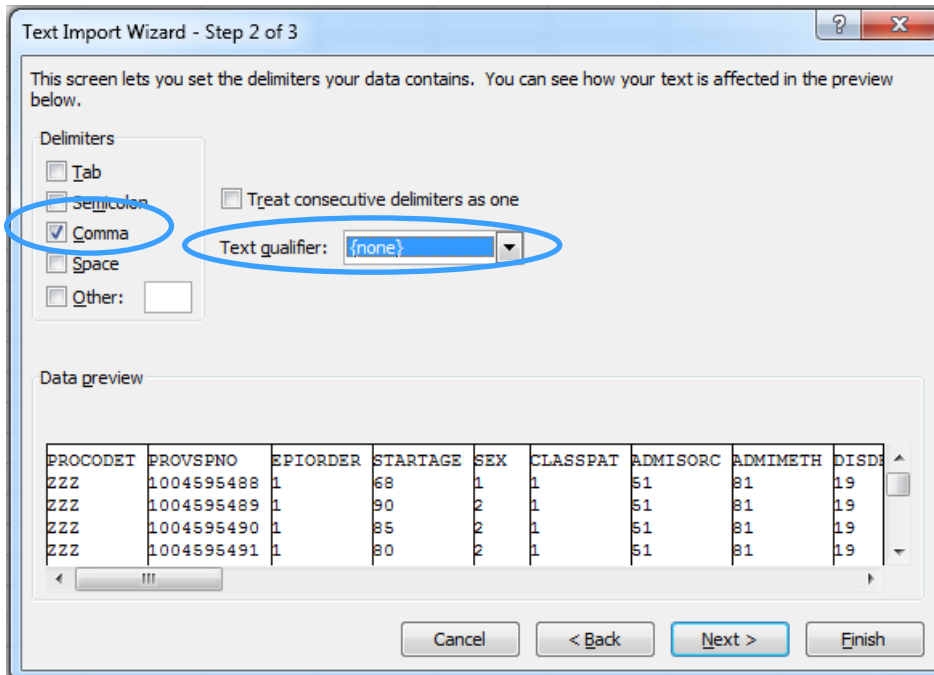 Text Import Wizard - Step 2 of 3
This screen lets you set the delimiters your data contains. You can see how your text is affected in the preview
below.
Delimiters
Tab
Semicolon
Treat consecutive delimiters as one
Comma
Text qualifier: {none}
Space
Other:
Data preview
PROCODET PROVSPNO EPIORDER STARTAGE SEX CLASSPAT ADMISORC ADMIMETH
ZZZ 1004595488 1 68 1 1 51 81 19
ZZZ 1004595489 1 90 2 1 51 81 19
ZZZ 1004595490 1 85 2 1 51 81 19
ZZZ 1004595491 1 80 2 1 51 81 19
Cancel < Back Next > Finish